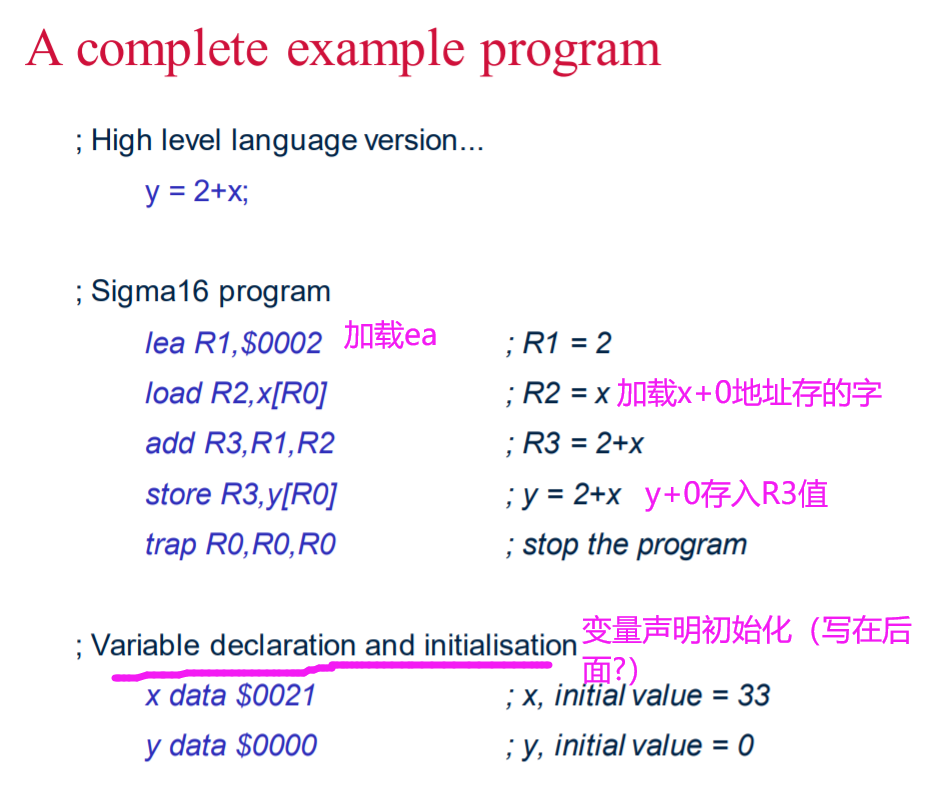 A complete example program
; High level language version...
y = 2+x;
; Sigma16 program
lea R1,$0002 加载ea ; R1 = 2
load R2,x[R0] ; R2 = x 加载x+0地址存的字
add R3,R1,R2 ; R3 = 2+x
store R3,y[R0] ; y = 2+x y+0存入R3值
trap R0,R0,R0 ; stop the program
; Variable declaration and initialisation 变量声明初始化（写在后
面?）
x data $0021 ; x, initial value = 33
y data $0000 ; y, initial value = 0